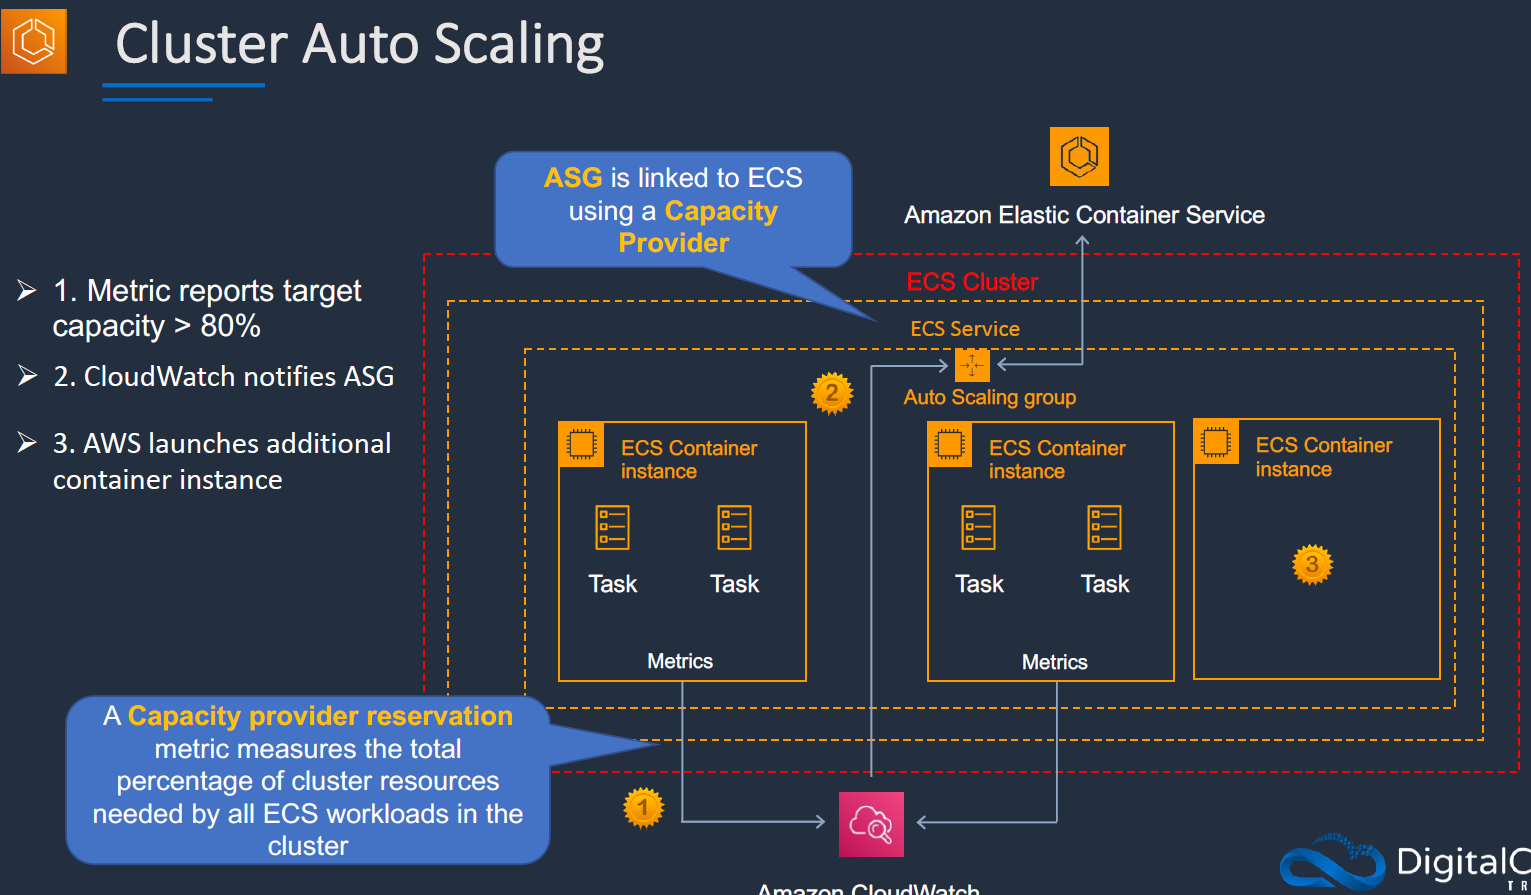 Cluster Auto Scaling
ASG is linked to ECS
using a Capacity
Provider
Amazon Elastic Container Service
➢ 1. Metric reports target
capacity > 80%
➢ 2. CloudWatch notifies ASG
➢ 3. AWS launches additional
container instance
ECS Cluster
ECS Service
Auto Scaling group
2
ECS Container
instance
Task
Task
Metrics
ECS Container
instance
Task
Task
Metrics
ECS Container
instance
3
A Capacity provider reservation
metric measures the total
percentage of cluster resources
needed by all ECS workloads in the
cluster
1
Amazon CloudWatch
DigitalC
TR